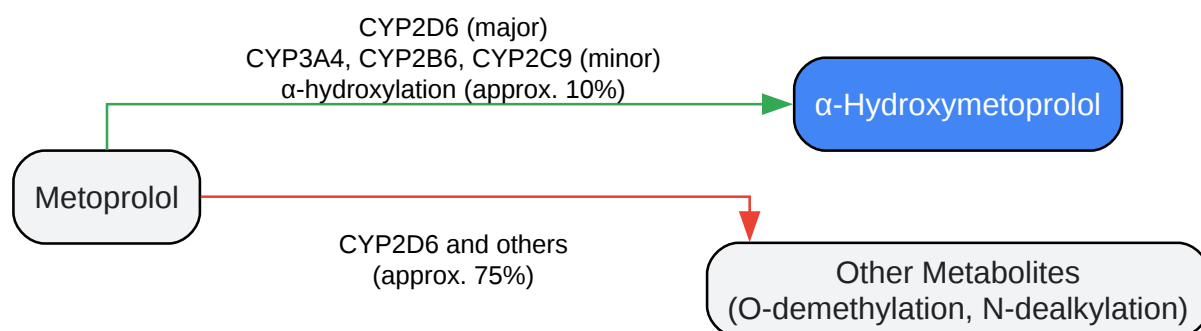 CYP2D6 (major)
CYP3A4, CYP2B6, CYP2C9 (minor)
α-hydroxylation (approx. 10%)
α-Hydroxymetoprolol
Metoprolol
CYP2D6 and others
(approx. 75%)
Other Metabolites
(O-demethylation, N-dealkylation)